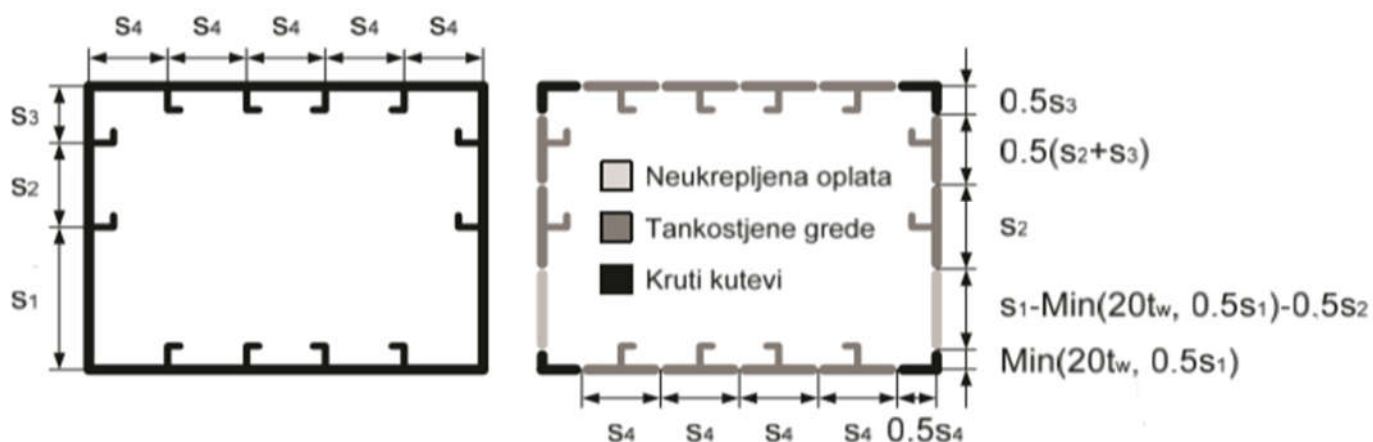 S4 S4 S4 S4 S4
S3
S2
S1
Neukrepljena oplata
Tankostjene grede
Kruti kutevi
0.5s3
0.5(s2+s3)
s2
s1-Min(20tw, 0.5s1)-0.5s2
Min(20tw, 0.5s1)
S4 S4 S4 S4 0.5s4